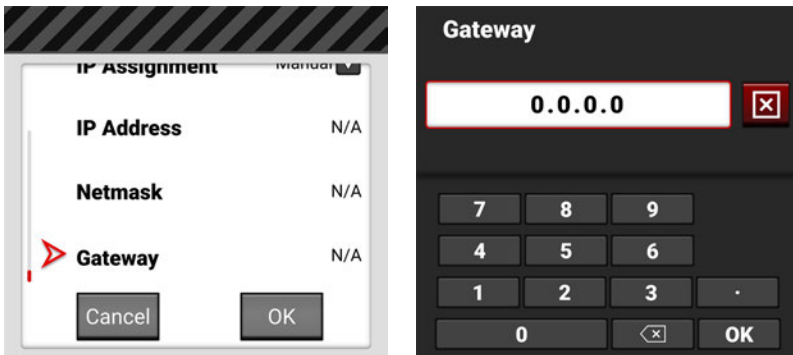 IP Assignment Manual
IP Address N/A
Netmask N/A
Gateway N/A
Cancel OK
Gateway
0.0.0.0
7 8 9
4 5 6
1 2 3 .
0 OK